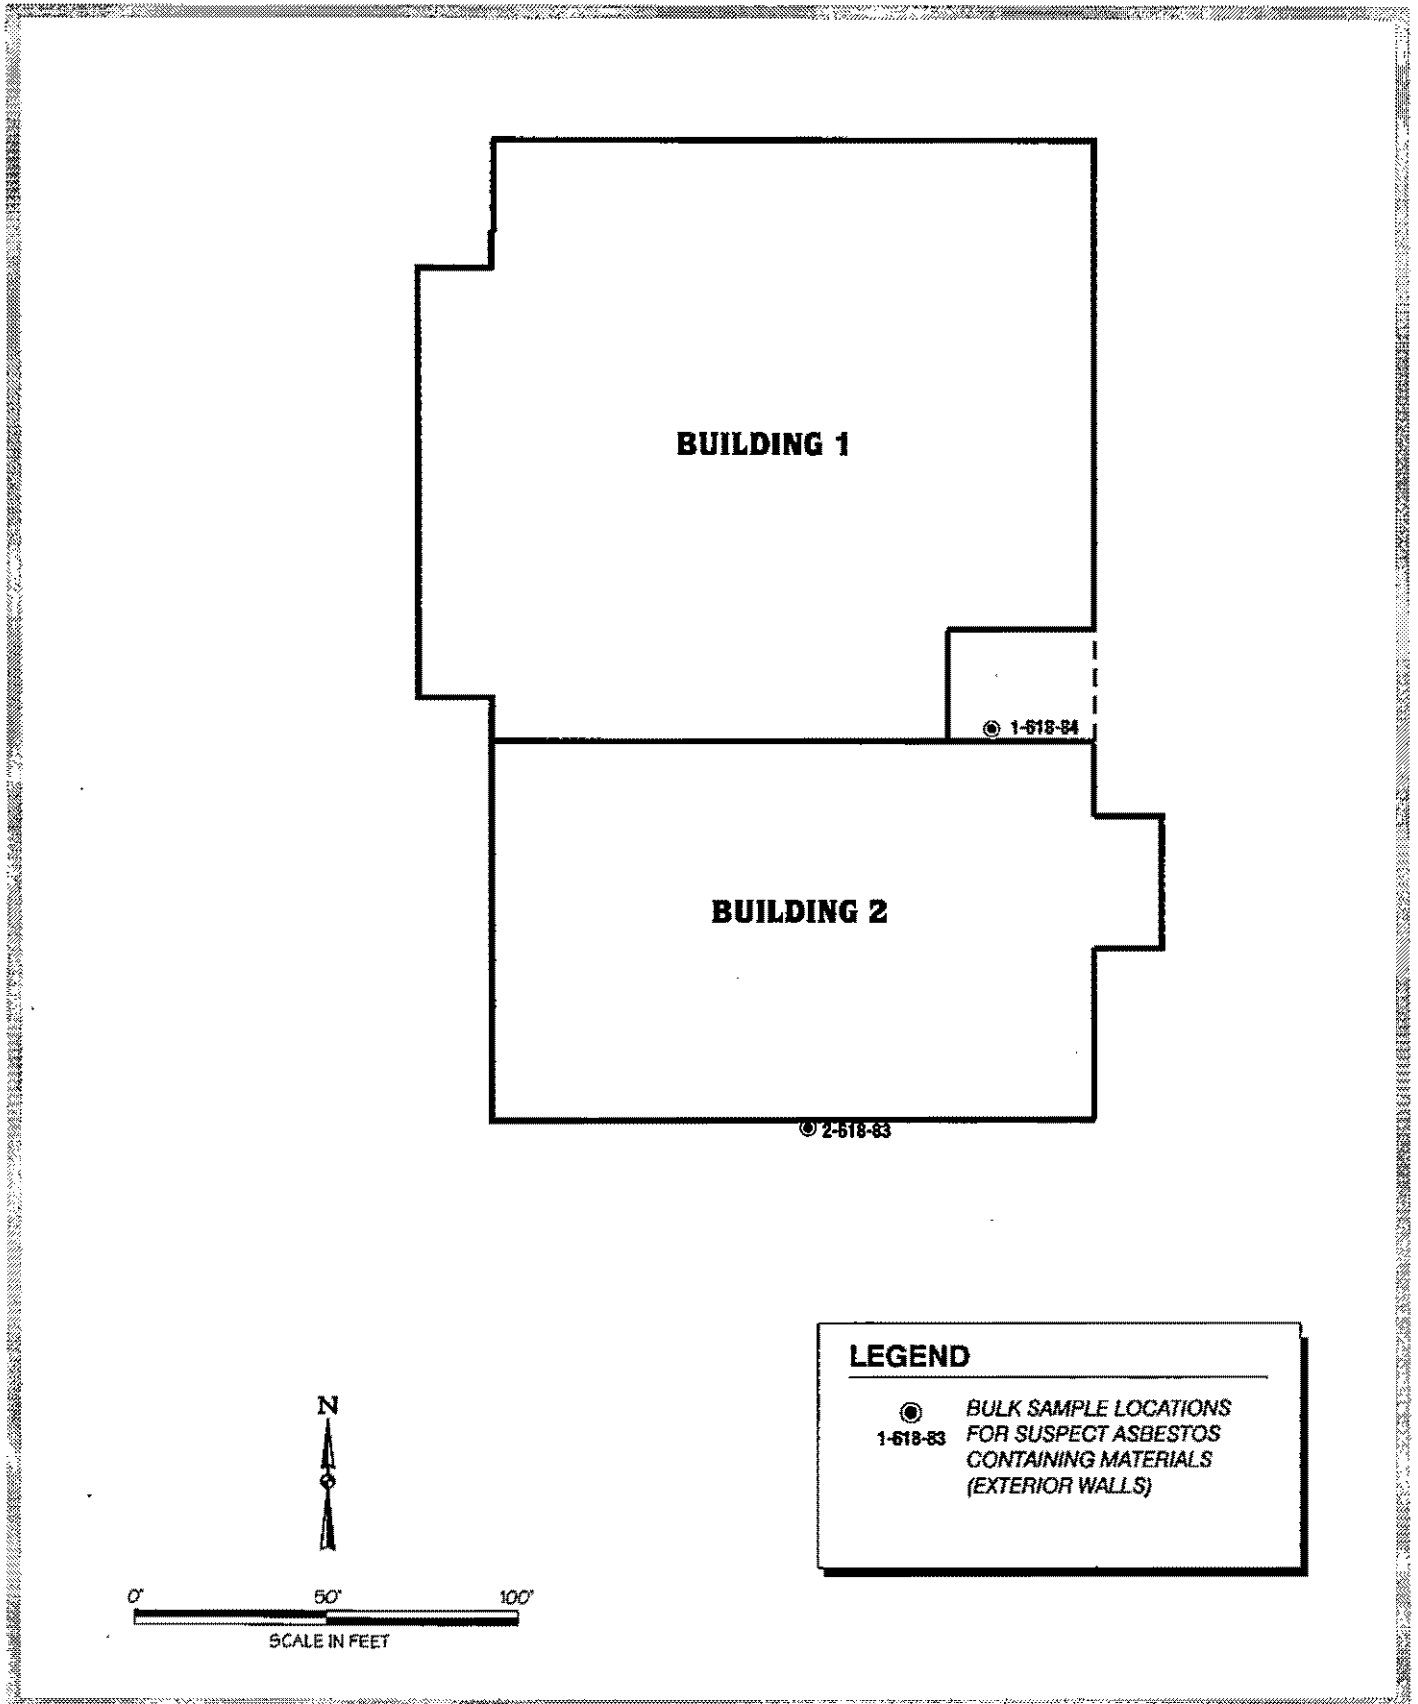 BUILDING 1
1-618-84
BUILDING 2
2-618-83
LEGEND
1-618-83
BULK SAMPLE LOCATIONS
FOR SUSPECT ASBESTOS
CONTAINING MATERIALS
(EXTERIOR WALLS)
N
0' 50' 100'
SCALE IN FEET